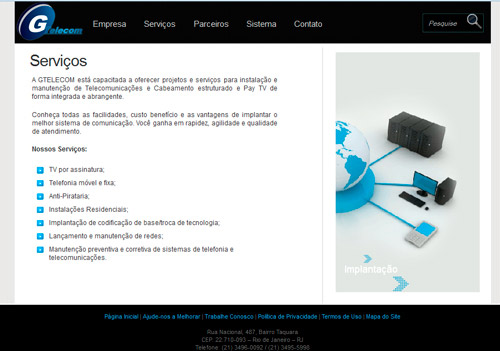 GTelecom
Empresa Serviços Parceiros Sistema Contato
Pesquise
Serviços
A GTELECOM está capacitada a oferecer projetos e serviços para instalação e
manutenção de Telecomunicações e Cabeamento estruturado e Pay TV de
forma integrada e abrangente.
Conheça todas as facilidades, custo benefício e as vantagens de implantar o
melhor sistema de comunicação. Você ganha em rapidez, agilidade e qualidade
de atendimento.
Nossos Serviços:
TV por assinatura;
Telefonia móvel e fixa;
Anti-Pirataria;
Instalações Residenciais;
Implantação de codificação de base/troca de tecnologia;
Lançamento e manutenção de redes;
Manutenção preventiva e corretiva de sistemas de telefonia e
telecomunicações.
Implantação
Página Inicial | Ajude-nos a Melhorar | Trabalhe Conosco | Política de Privacidade | Termos de Uso | Mapa do Site
Rua Nacional, 487. Bairro Taquara
CEP: 22.710-093 – Rio de Janeiro – RJ
Telefone: (21) 3496-0092 / (21) 3495-5998